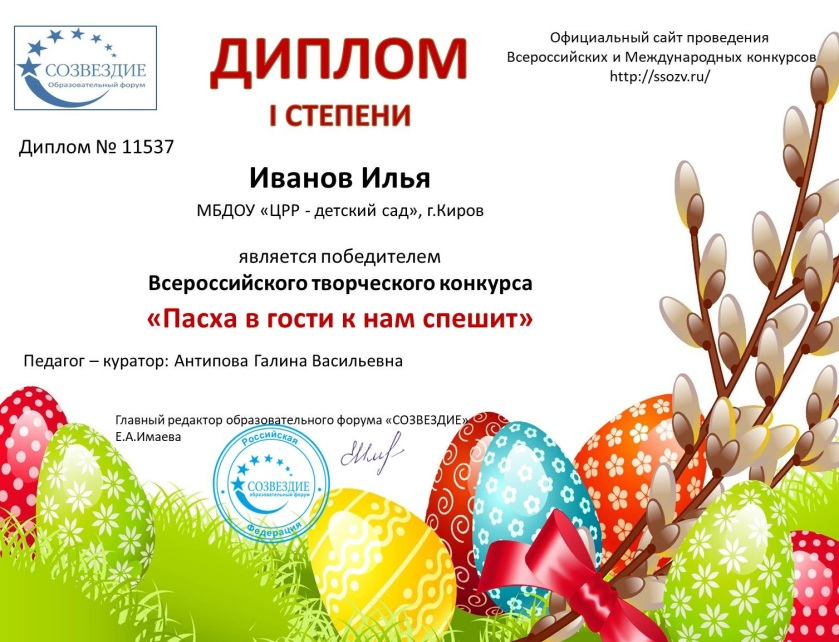 СОЗВЕЗДИЕ
Образовательный форум
ДИПЛОМ
I СТЕПЕНИ
Официальный сайт проведения
Всероссийских и Международных конкурсов
http://ssozv.ru/
Диплом № 11537
Иванов Илья
МБДОУ «ЦРР - детский сад», г.Киров
является победителем
Всероссийского творческого конкурса
«Пасха в гости к нам спешит»
Педагог – куратор: Антипова Галина Васильевна
Главный редактор образовательного форума «СОЗВЕЗДИЕ»
Е.А.Имаева
Российская
СОЗВЕЗДИЕ
образовательный форум
Федерация